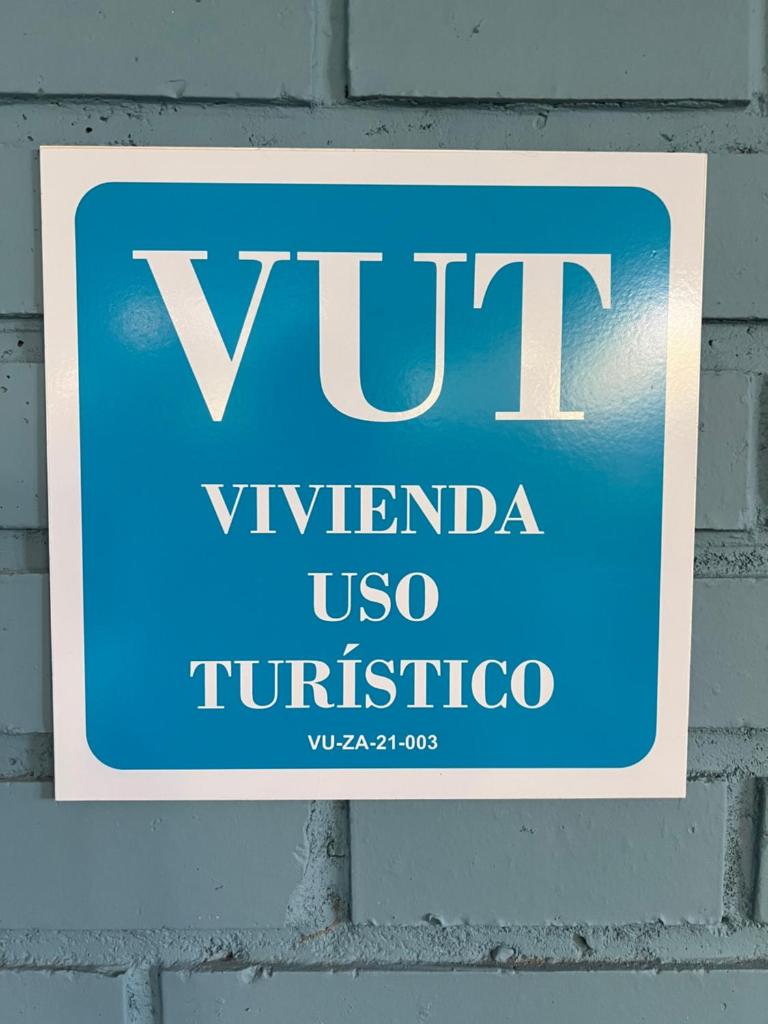 VUT
VIVIENDA
USO
TURÍSTICO
VU-ZA-21-003